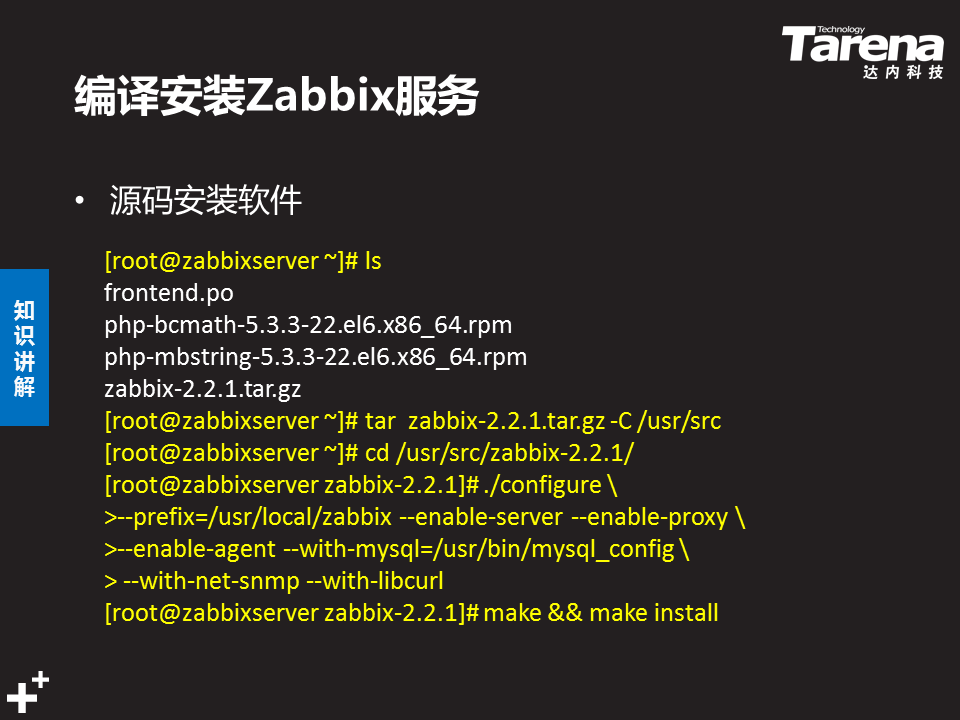 Technology
Tarena
达内科技
编译安装Zabbix服务
• 源码安装软件
[root@zabbixserver ~]# ls
frontend.po
php-bcmath-5.3.3-22.el6.x86_64.rpm
php-mbstring-5.3.3-22.el6.x86_64.rpm
zabbix-2.2.1.tar.gz
[root@zabbixserver ~]# tar  zabbix-2.2.1.tar.gz -C /usr/src
[root@zabbixserver ~]# cd /usr/src/zabbix-2.2.1/
[root@zabbixserver zabbix-2.2.1]# ./configure \
>--prefix=/usr/local/zabbix --enable-server --enable-proxy \
>--enable-agent --with-mysql=/usr/bin/mysql_config \
> --with-net-snmp --with-libcurl
[root@zabbixserver zabbix-2.2.1]# make && make install
知识讲解